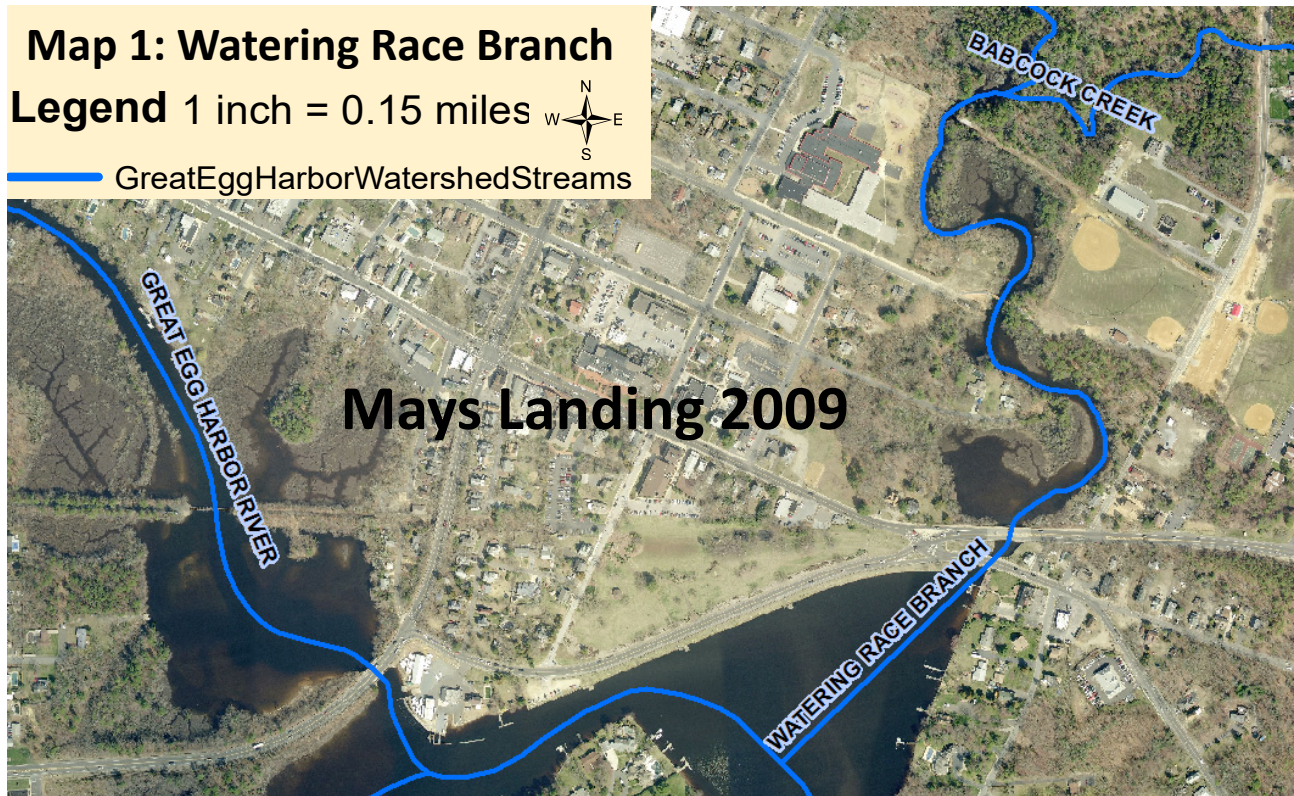 Map 1: Watering Race Branch
Legend 1 inch = 0.15 miles
N
W E
S
GreatEggHarborWatershedStreams
BABCOCK CREEK
GREAT EGG HARBOR RIVER
Mays Landing 2009
WATERING RACE BRANCH